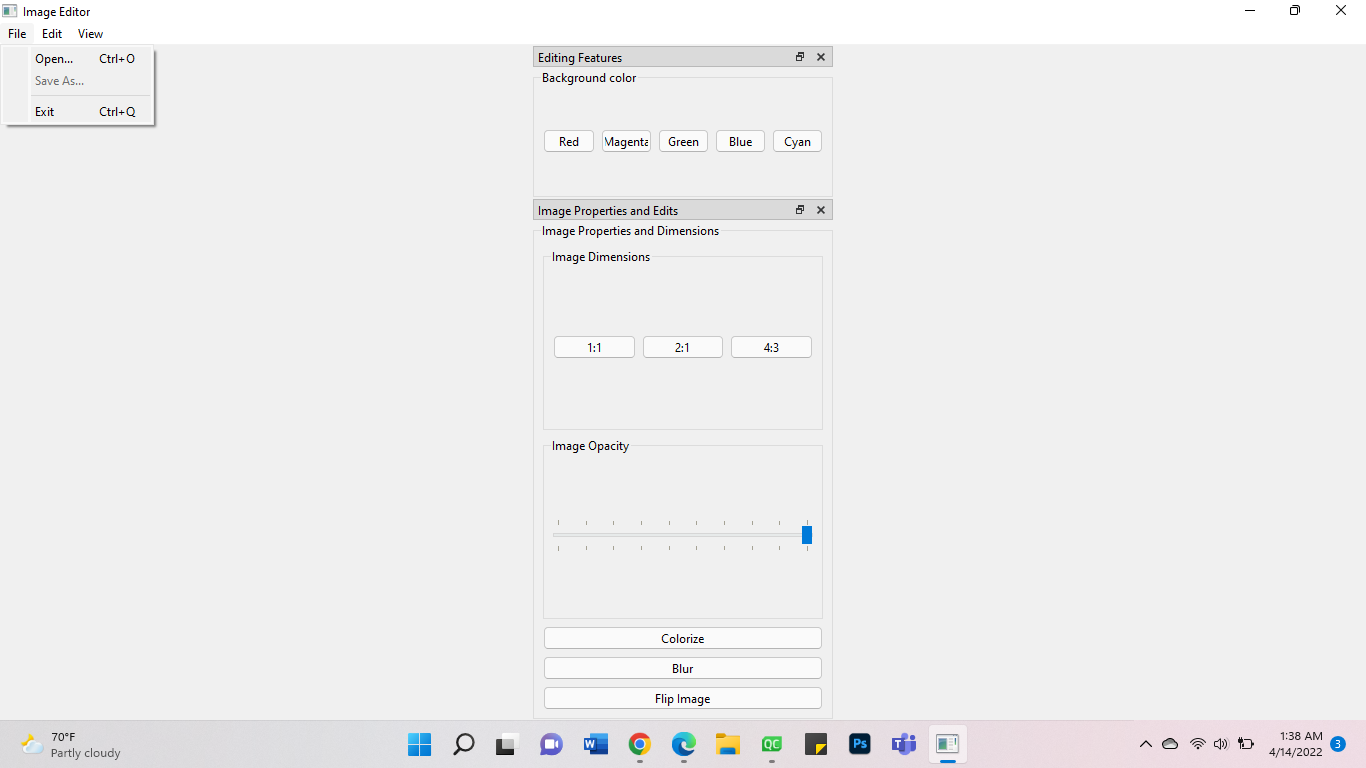 Image Editor
File Edit View
Open... Ctrl+O
Save As...
Exit Ctrl+Q
Editing Features
Background color
Red Magenta Green Blue Cyan
Image Properties and Edits
Image Properties and Dimensions
Image Dimensions
1:1 2:1 4:3
Image Opacity
Colorize
Blur
Flip Image
70°F
Partly cloudy
W
QC
Ps
T
1:38 AM
4/14/2022
3